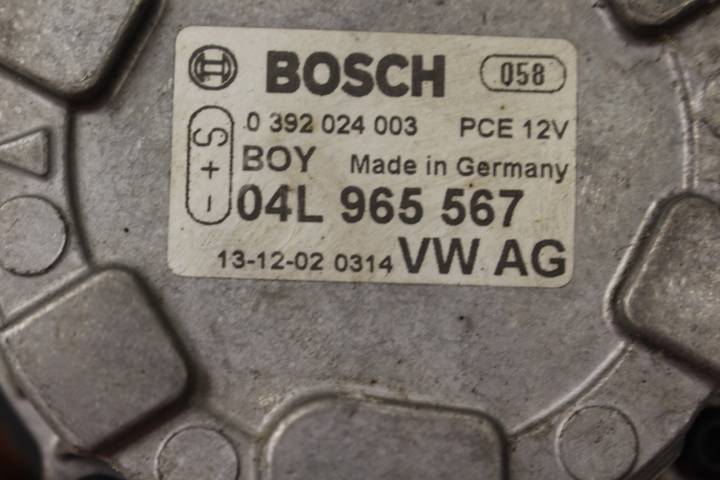 BOSCH 058
0 392 024 003 PCE 12V
S + -
BOY Made in Germany
04L 965 567
13-12-02 0314 VW AG